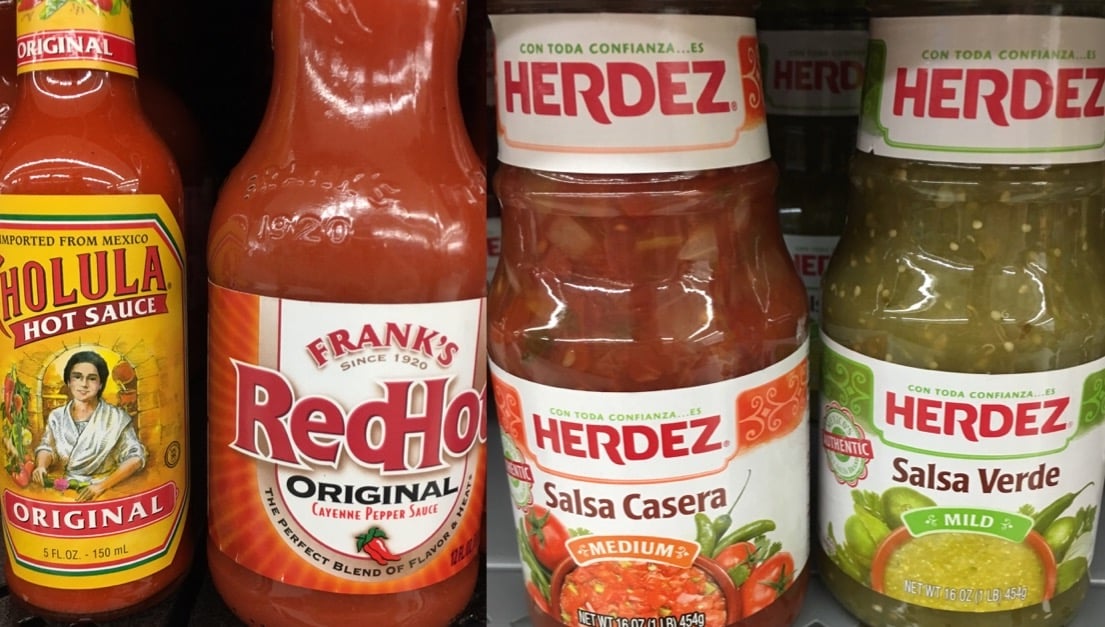 ORIGINAL
IMPORTED FROM MEXICO
CHOLULA
HOT SAUCE
ORIGINAL
5 FL.OZ. - 150 mL
1920
FRANK'S
SINCE 1920
RedHo
ORIGINAL
CAYENNE PEPPER SAUCE
THE PERFECT BLEND OF FLAVOR & HEAT
CON TODA CONFIANZA...ES
HERDEZ®
CON TODA CONFIANZA...ES
HERDEZ®
Salsa Casera
MEDIUM
NET WT 16 OZ (1 LB) 454g
HERD
CON TODA CONFIANZA...ES
HERDEZ
CON TODA CONFIANZA...ES
HERDEZ®
AUTHENTIC
Salsa Verde
MILD
NET WT 16 OZ (1 LB) 454g